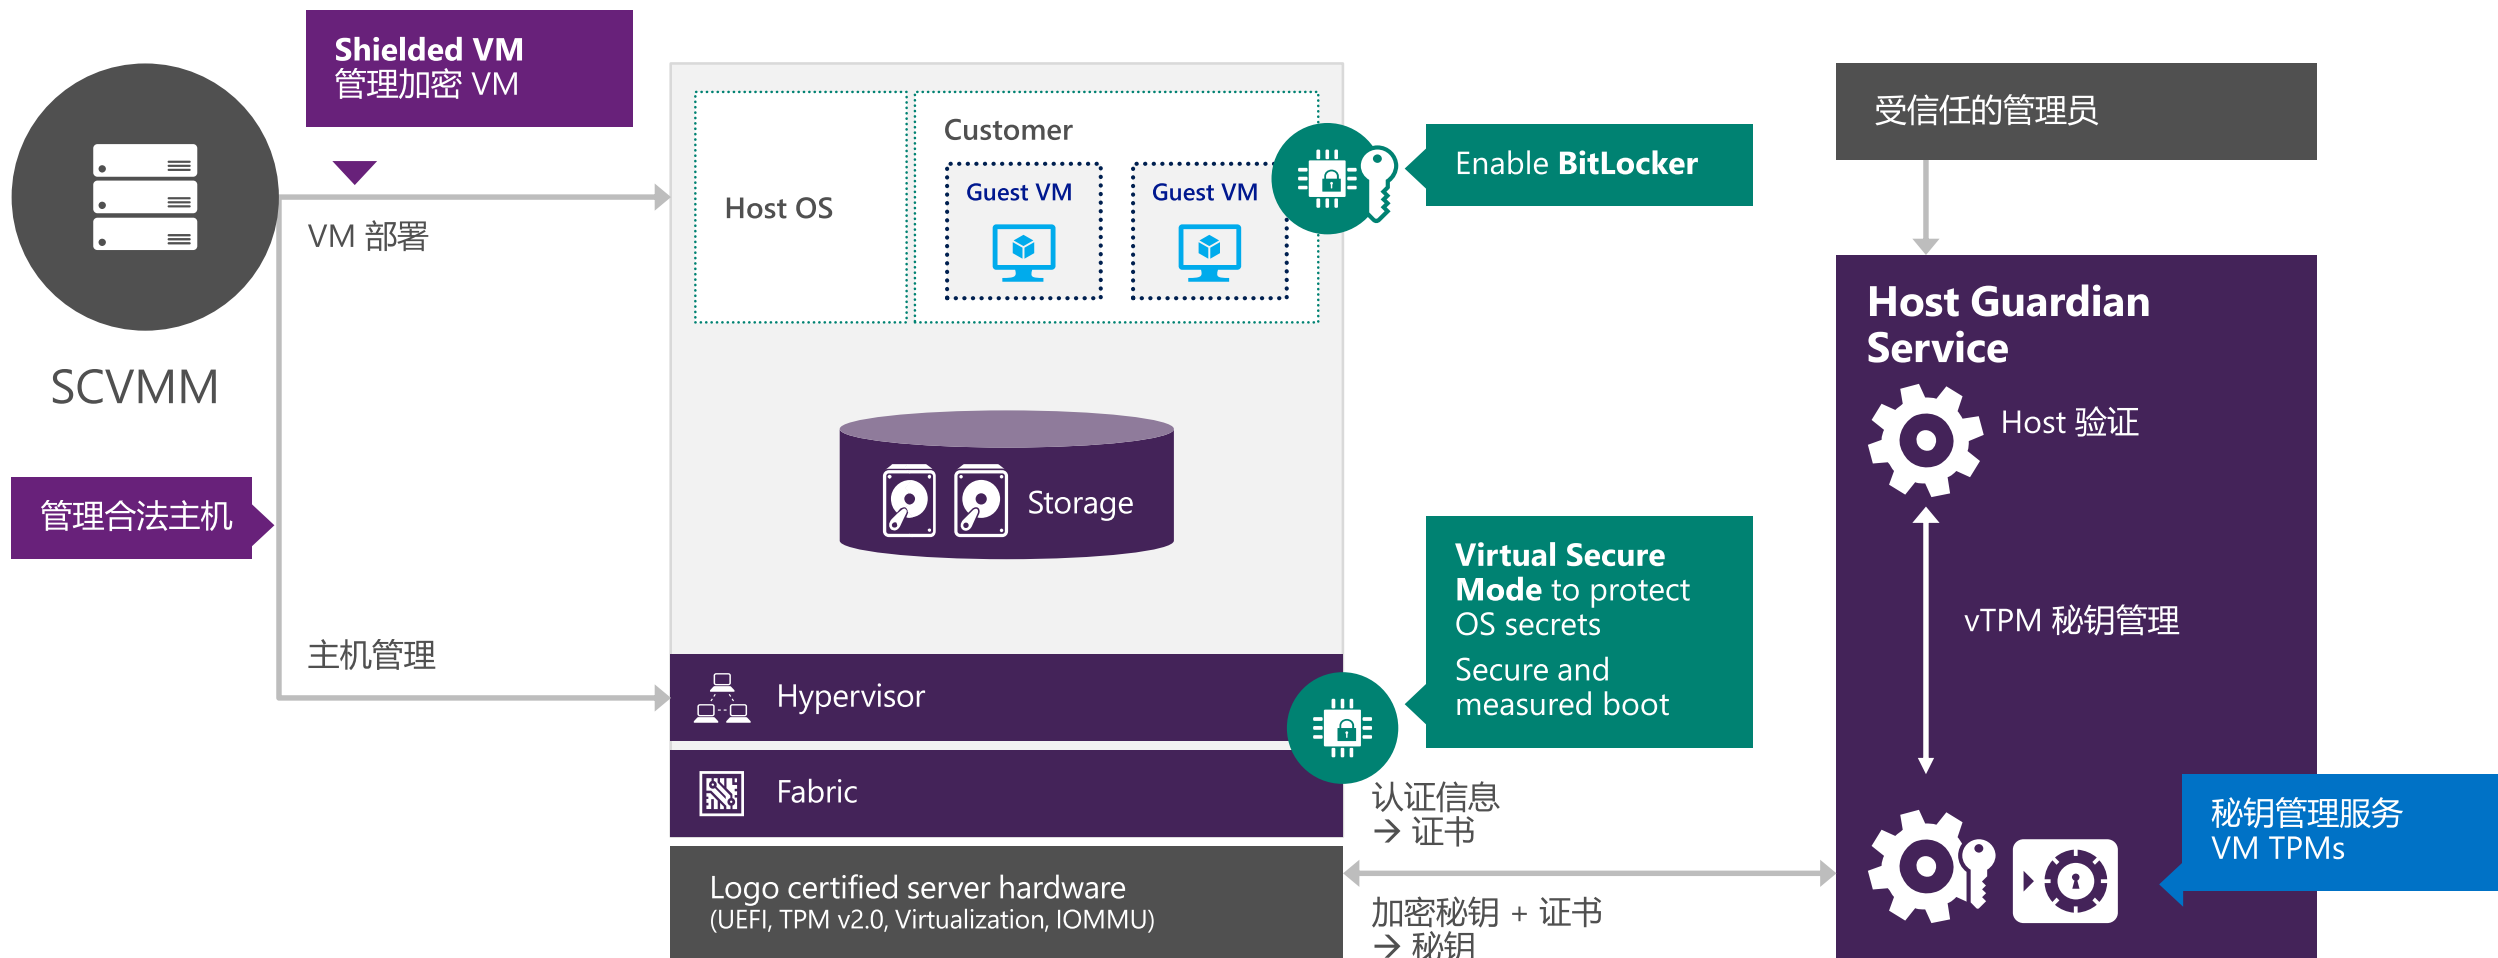 Shielded VM
管理加密 VM
VM 部署
SCVMM
管理合法主机
主机管理
Host OS
Customer
Guest VM
Guest VM
Storage
Hypervisor
Fabric
Logo certified server hardware
(UEFI, TPM V2.0, Virtualization, IOMMU)
Enable BitLocker
Virtual Secure
Mode to protect
OS secrets
Secure and
measured boot
认证信息
→ 证书
加密秘钥 + 证书
→ 秘钥
受信任的管理员
Host Guardian
Service
Host 验证
vTPM 秘钥管理
秘钥管理服务
VM TPMs